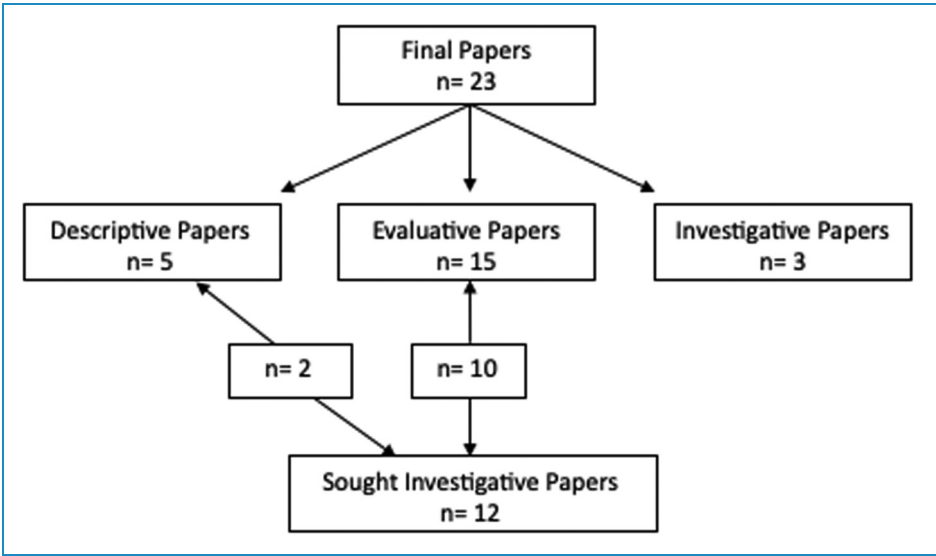 Final Papers
n= 23
Descriptive Papers
n= 5
Evaluative Papers
n= 15
Investigative Papers
n= 3
n= 2
n= 10
Sought Investigative Papers
n= 12